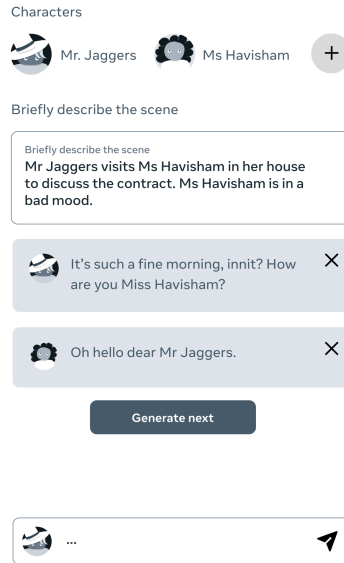 Characters
Mr. Jaggers Ms Havisham +
Briefly describe the scene
Briefly describe the scene
Mr Jaggers visits Ms Havisham in her house
to discuss the contract. Ms Havisham is in a
bad mood.
It's such a fine morning, innit? How
are you Miss Havisham?
Oh hello dear Mr Jaggers.
Generate next
...